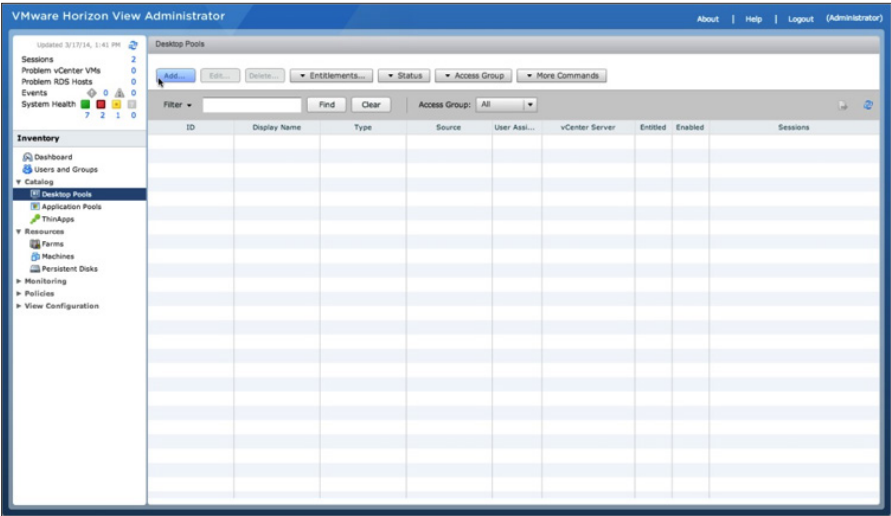 VMware Horizon View Administrator
About | Help | Logout (Administrator)
Updated 3/17/14, 1:41 PM
Sessions 2
Problem vCenter VMs 0
Problem RDS Hosts 0
Events 0 0
System Health
7 2 1 0
Inventory
Dashboard
Users and Groups
Catalog
Desktop Pools
Application Pools
ThinApps
Resources
Farms
Machines
Persistent Disks
Monitoring
Policies
View Configuration
Desktop Pools
Add... Edit... Delete... Entitlements... Status Access Group More Commands
Filter Find Clear Access Group: All
ID Display Name Type Source User Assi... vCenter Server Entitled Enabled Sessions